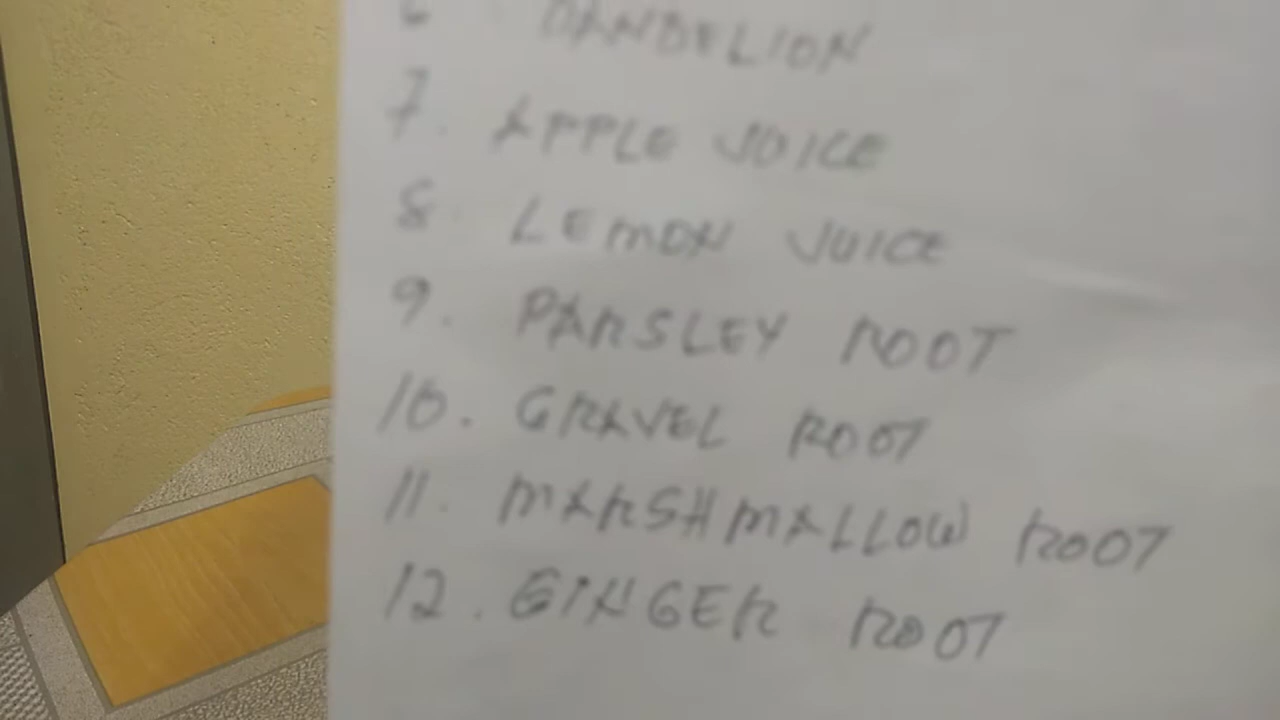 6 DANDELION
7. APPLE JUICE
8. LEMON JUICE
9. PARSLEY ROOT
10. GRAVEL ROOT
11. MARSHMALLOW ROOT
12. GINGER ROOT